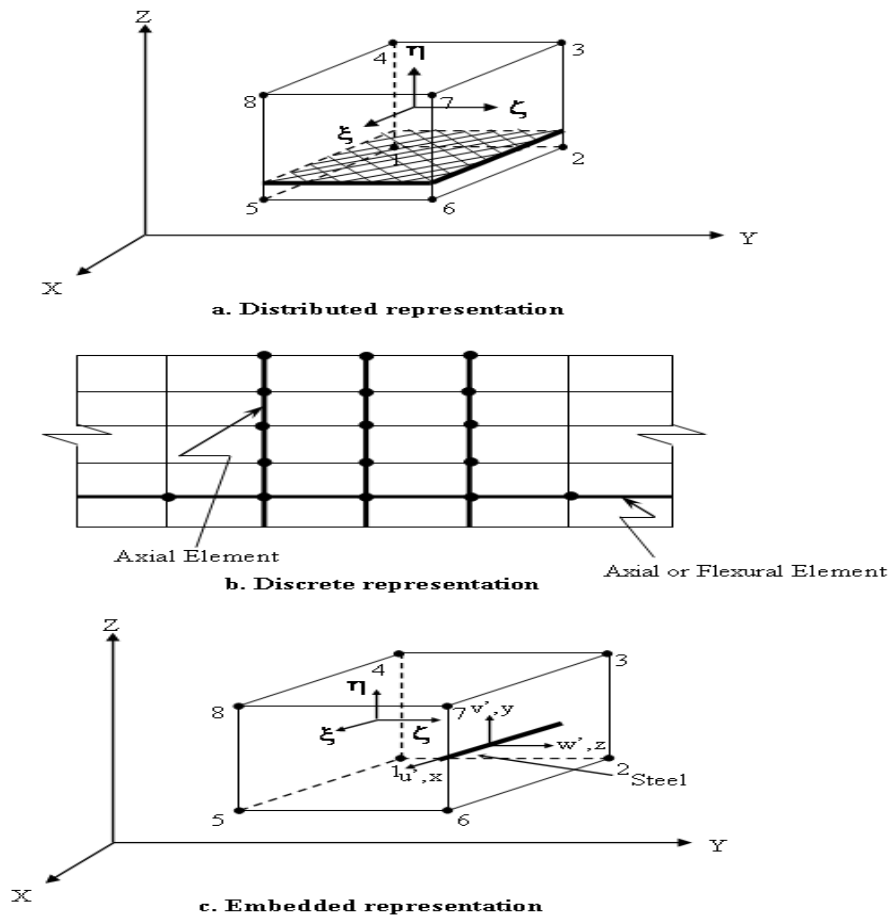 Z
4
η
3
8
7
ζ
ξ
1
2
5
6
Y
X
a. Distributed representation
Axial Element
Axial or Flexural Element
b. Discrete representation
Z
4
3
η
8
7
v',y
ξ
ζ
w',z
1
u',x
2
Steel
5
6
Y
X
c. Embedded representation